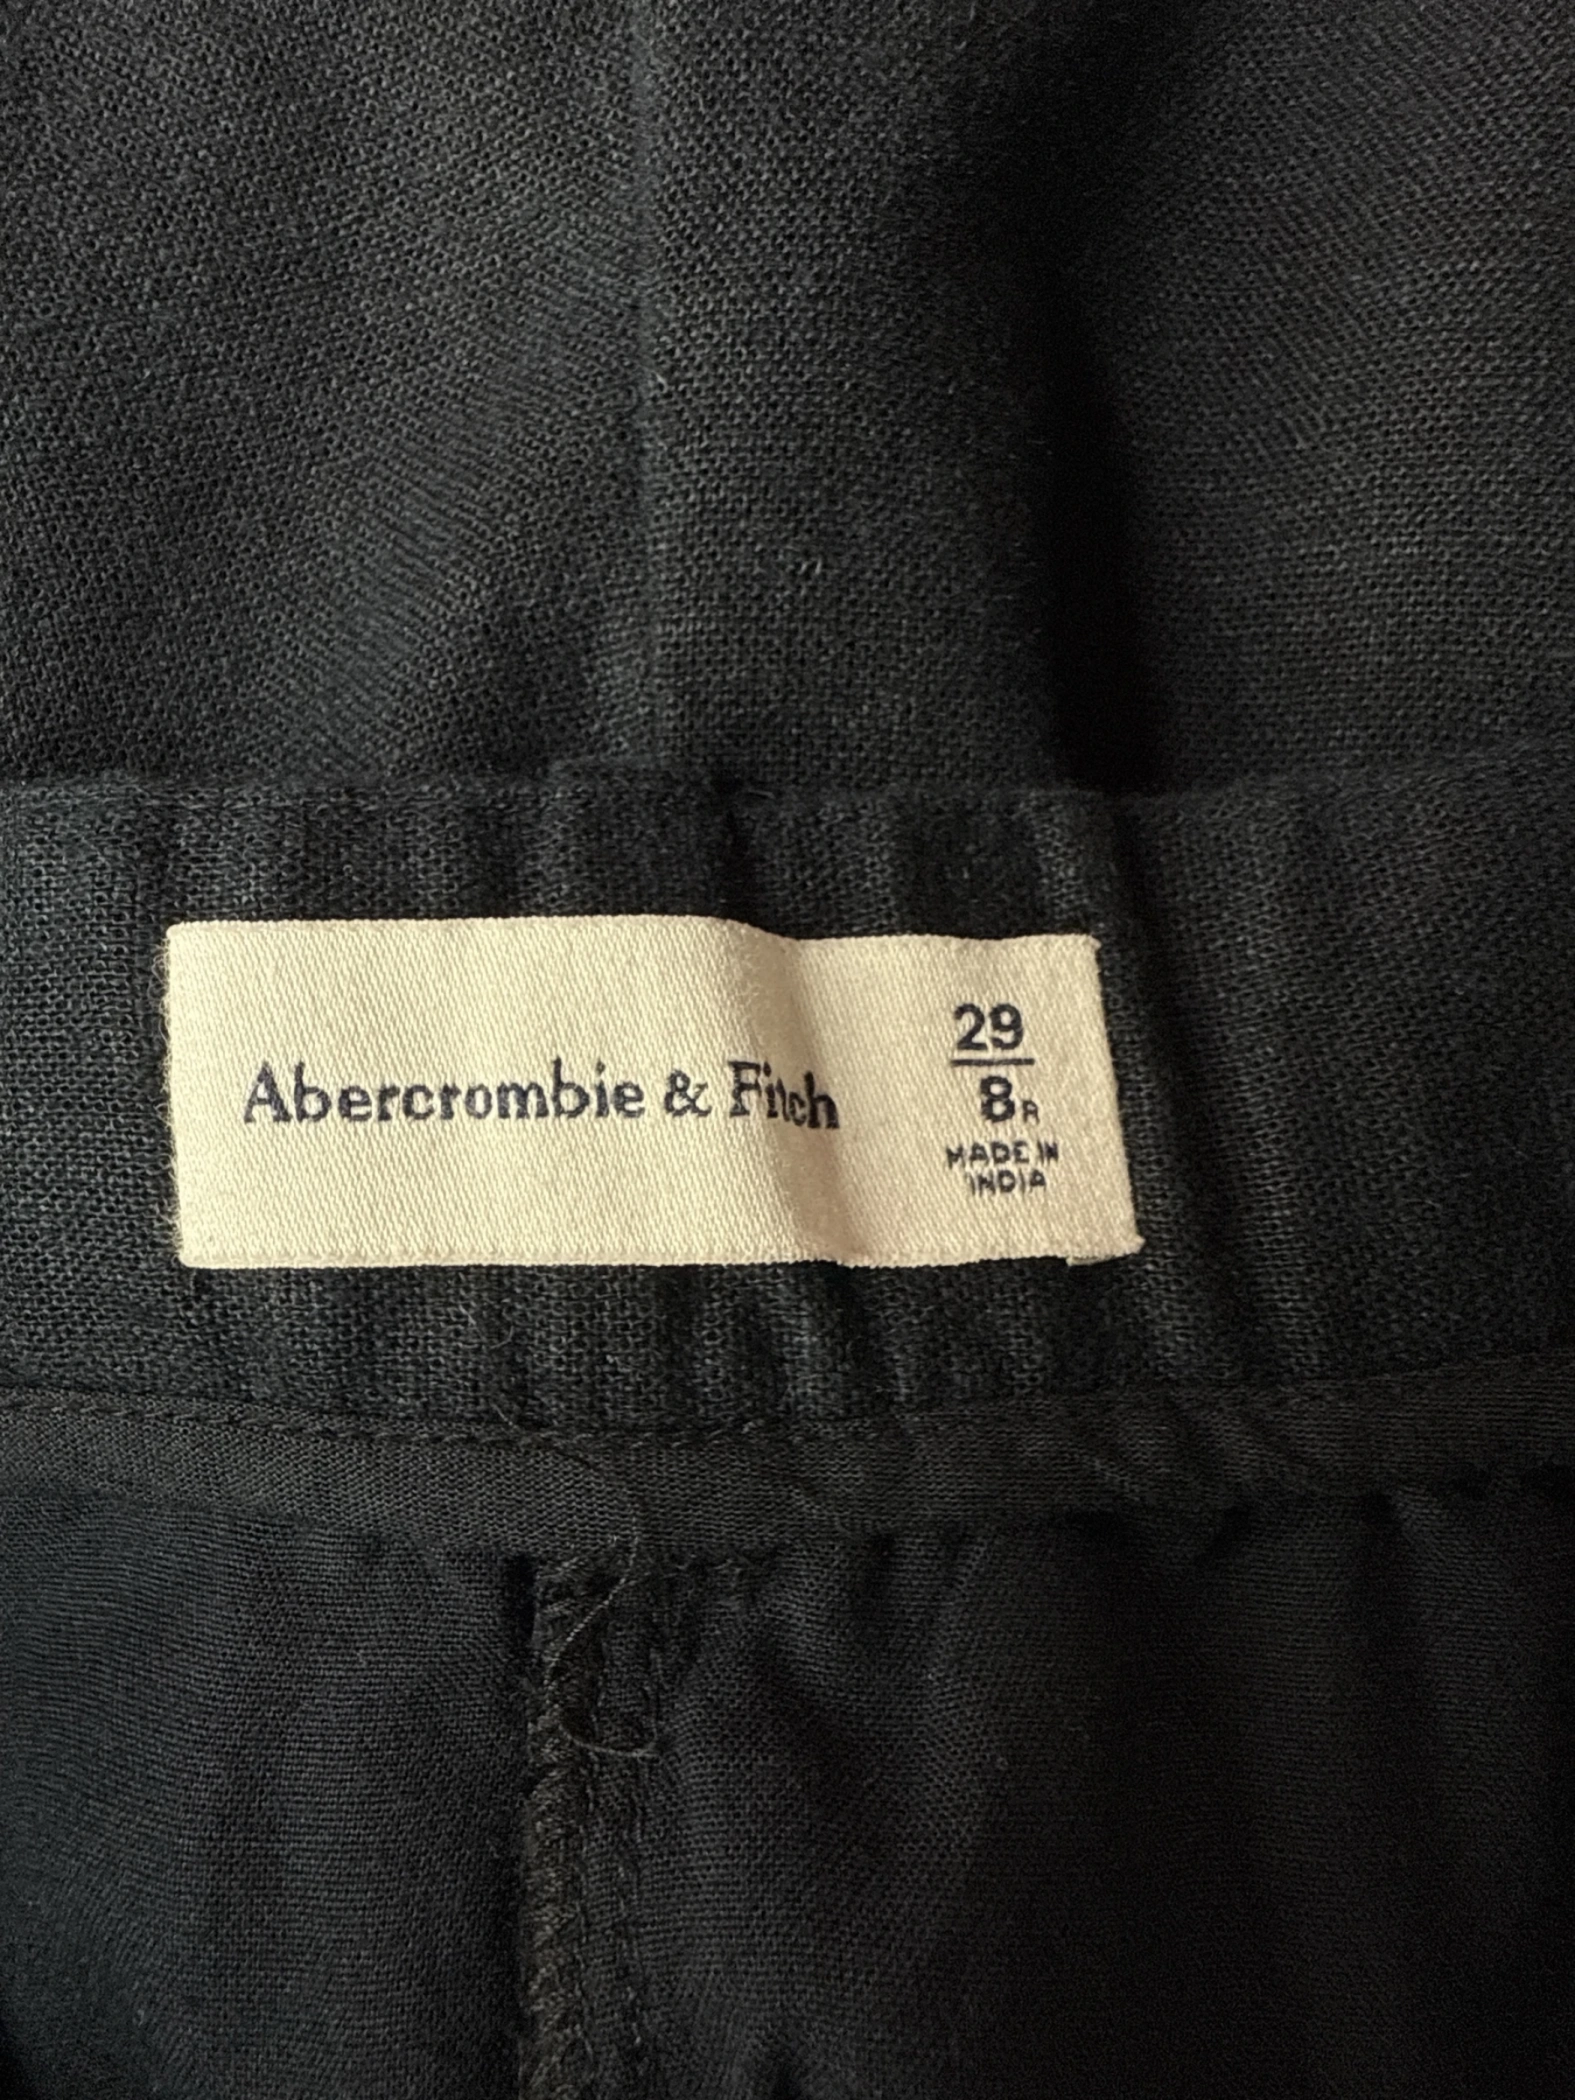 Abercrombie & Fitch
29
8R
MADE IN
INDIA